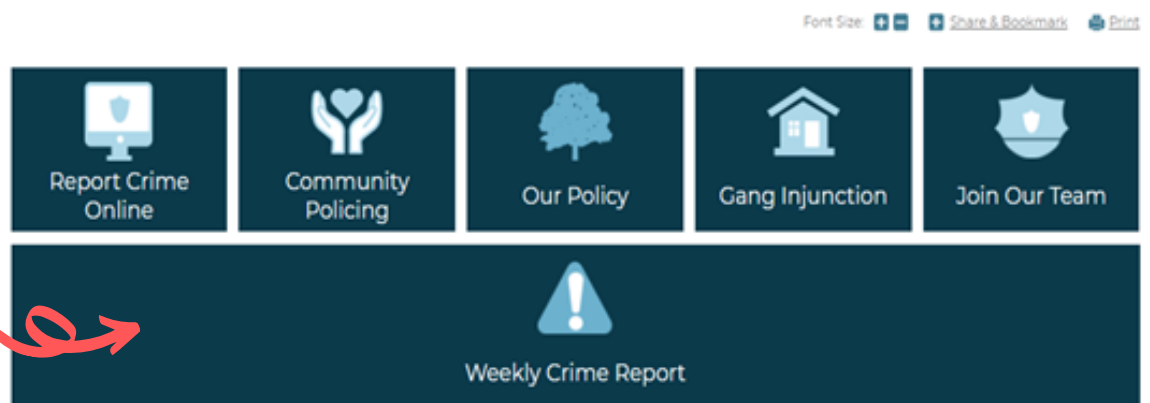 Font Size: Share & Bookmark Print
Report Crime
Online
Community
Policing
Our Policy
Gang Injunction
Join Our Team
Weekly Crime Report